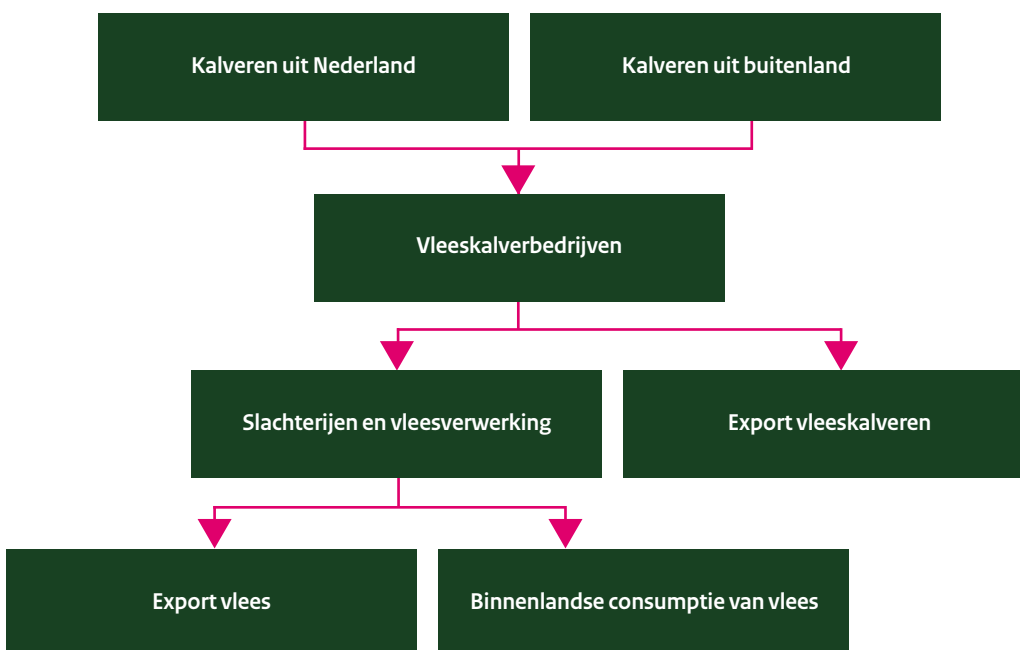 Kalveren uit Nederland
Kalveren uit buitenland
Vleeskalverbedrijven
Slachterijen en vleesverwerking
Export vleeskalveren
Export vlees
Binnenlandse consumptie van vlees